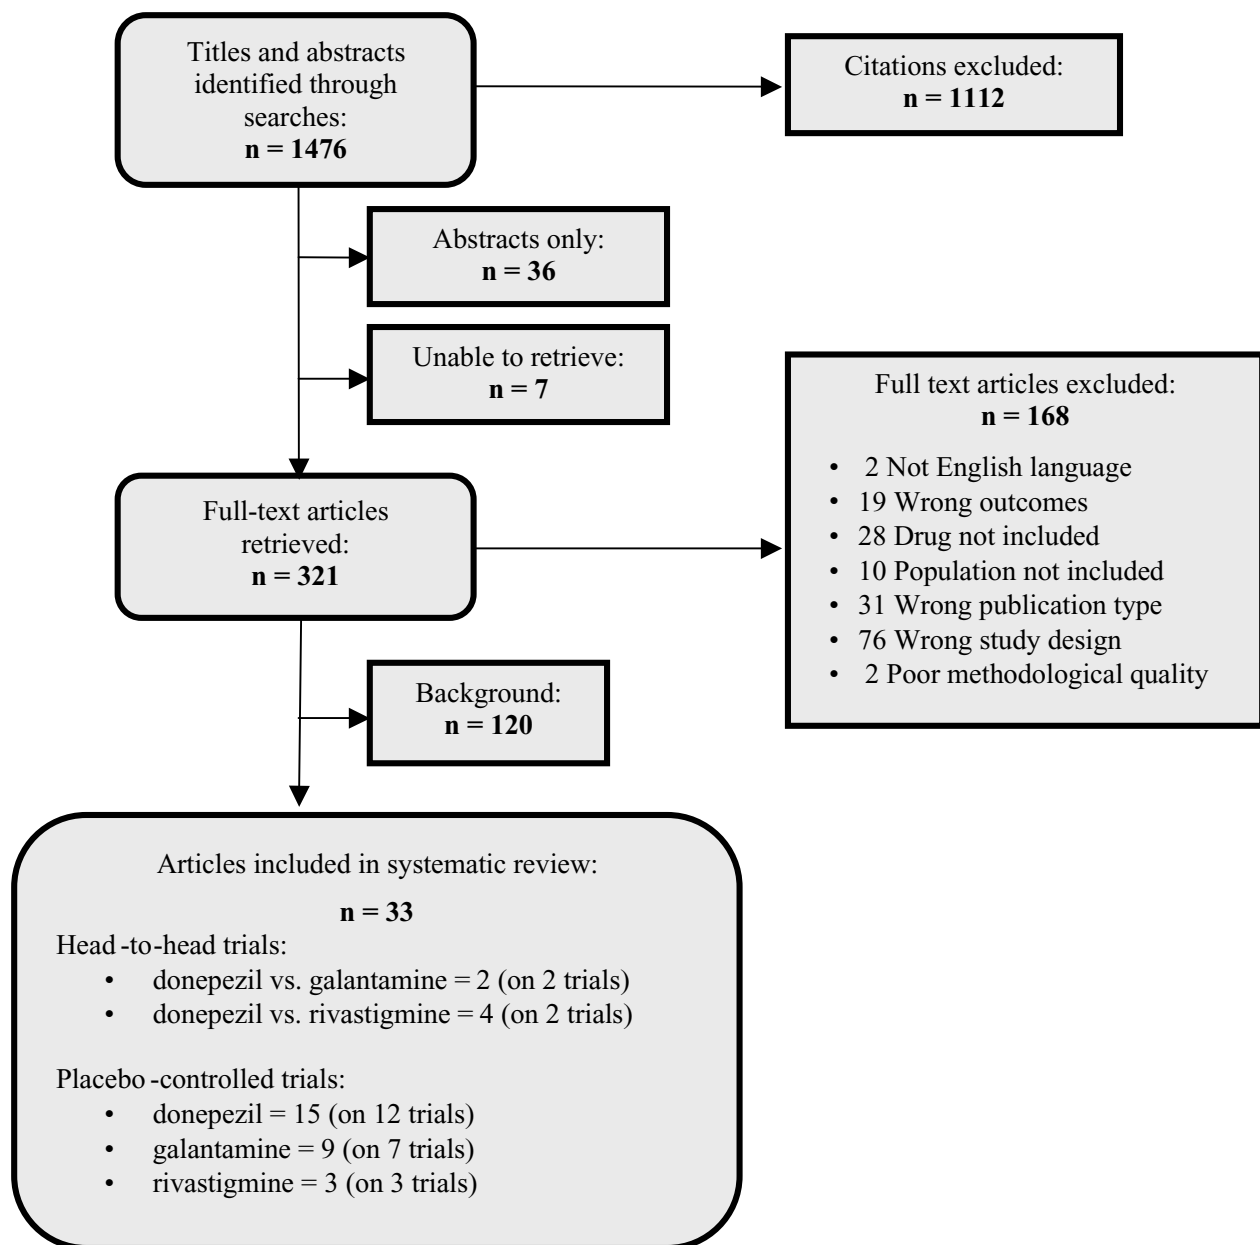 Titles and abstracts
identified through
searches:
n = 1476
Citations excluded:
n = 1112
Abstracts only:
n = 36
Unable to retrieve:
n = 7
Full-text articles
retrieved:
n = 321
Full text articles excluded:
n = 168
• 2 Not English language
• 19 Wrong outcomes
• 28 Drug not included
• 10 Population not included
• 31 Wrong publication type
• 76 Wrong study design
• 2 Poor methodological quality
Background:
n = 120
Articles included in systematic review:
n = 33
Head-to-head trials:
• donepezil vs. galantamine = 2 (on 2 trials)
• donepezil vs. rivastigmine = 4 (on 2 trials)
Placebo-controlled trials:
• donepezil = 15 (on 12 trials)
• galantamine = 9 (on 7 trials)
• rivastigmine = 3 (on 3 trials)